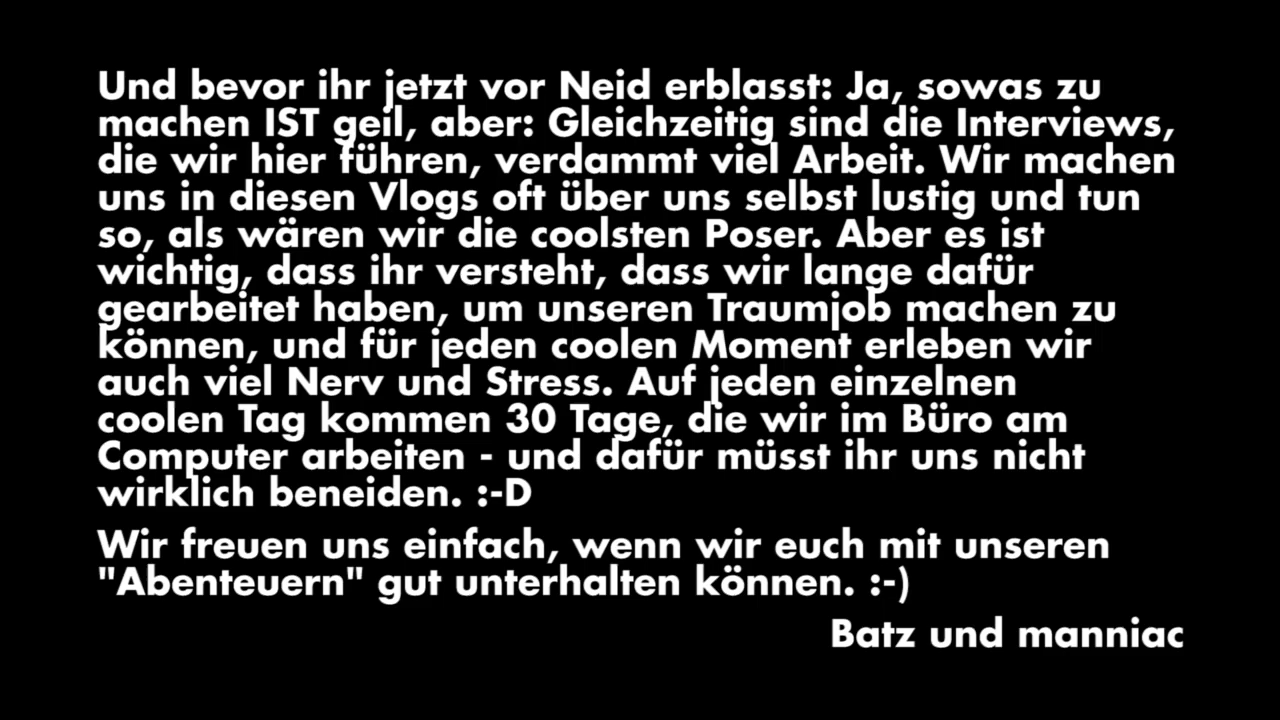 Und bevor ihr jetzt vor Neid erblasst: Ja, sowas zu
machen IST geil, aber: Gleichzeitig sind die Interviews,
die wir hier führen, verdammt viel Arbeit. Wir machen
uns in diesen Vlogs oft über uns selbst lustig und tun
so, als wären wir die coolsten Poser. Aber es ist
wichtig, dass ihr versteht, dass wir lange dafür
gearbeitet haben, um unseren Traumjob machen zu
können, und für jeden coolen Moment erleben wir
auch viel Nerv und Stress. Auf jeden einzelnen
coolen Tag kommen 30 Tage, die wir im Büro am
Computer arbeiten - und dafür müsst ihr uns nicht
wirklich beneiden. :-D
Wir freuen uns einfach, wenn wir euch mit unseren
"Abenteuern" gut unterhalten können. :-)
Batz und manniac